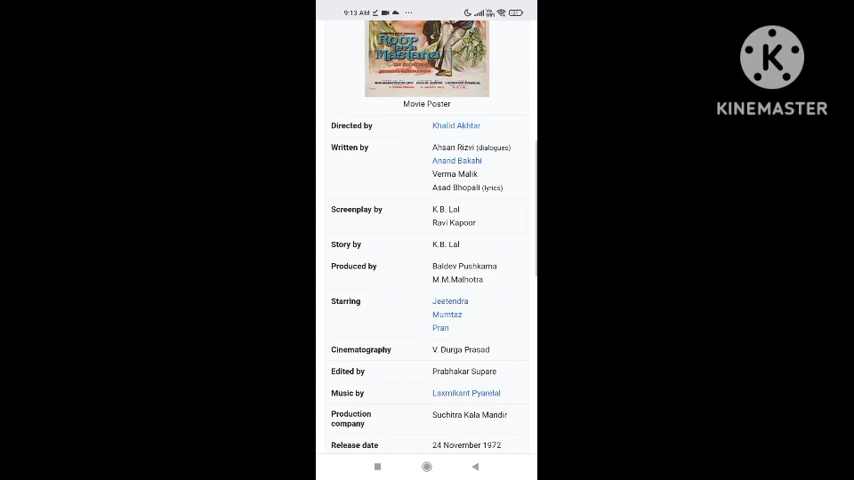 9:13 AM
Roop
Tera
Mastana
Movie Poster
Directed by Khalid Akhtar
Written by Ahsan Rizvi (dialogues)
Anand Bakshi
Verma Malik
Asad Bhopali (lyrics)
Screenplay by K.B. Lal
Ravi Kapoor
Story by K.B. Lal
Produced by Baldev Pushkarna
M.M.Malhotra
Starring Jeetendra
Mumtaz
Pran
Cinematography V. Durga Prasad
Edited by Prabhakar Supare
Music by Laxmikant Pyarelal
Production company Suchitra Kala Mandir
Release date 24 November 1972
K
KINEMASTER